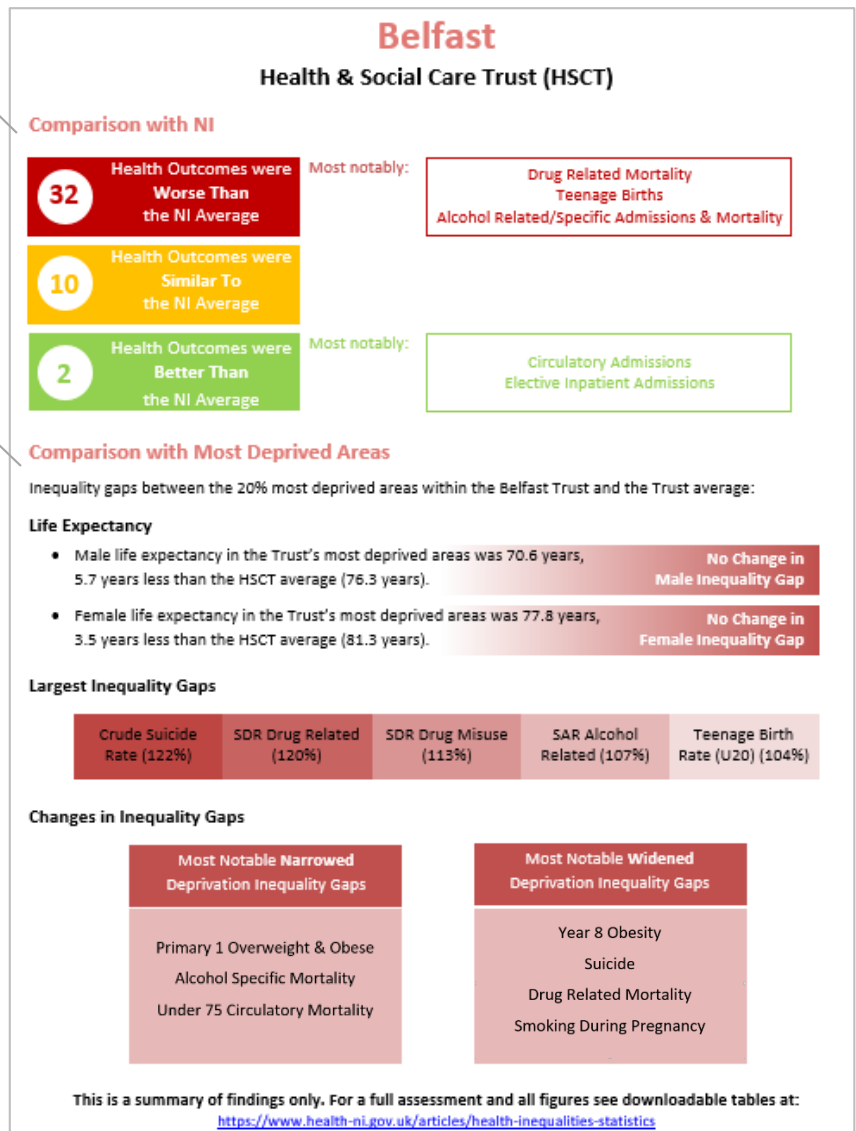 Belfast
Health & Social Care Trust (HSCT)
Comparison with NI
32
Health Outcomes were
Worse Than
the NI Average
Most notably:
Drug Related Mortality
Teenage Births
Alcohol Related/Specific Admissions & Mortality
10
Health Outcomes were
Similar To
the NI Average
2
Health Outcomes were
Better Than
the NI Average
Most notably:
Circulatory Admissions
Elective Inpatient Admissions
Comparison with Most Deprived Areas
Inequality gaps between the 20% most deprived areas within the Belfast Trust and the Trust average:
Life Expectancy
• Male life expectancy in the Trust's most deprived areas was 70.6 years,
5.7 years less than the HSCT average (76.3 years).
No Change in
Male Inequality Gap
• Female life expectancy in the Trust's most deprived areas was 77.8 years,
3.5 years less than the HSCT average (81.3 years).
No Change in
Female Inequality Gap
Largest Inequality Gaps
Crude Suicide
Rate (122%)
SDR Drug Related
(120%)
SDR Drug Misuse
(113%)
SAR Alcohol
Related (107%)
Teenage Birth
Rate (U20) (104%)
Changes in Inequality Gaps
Most Notable Narrowed
Deprivation Inequality Gaps
Primary 1 Overweight & Obese
Alcohol Specific Mortality
Under 75 Circulatory Mortality
Most Notable Widened
Deprivation Inequality Gaps
Year 8 Obesity
Suicide
Drug Related Mortality
Smoking During Pregnancy
This is a summary of findings only. For a full assessment and all figures see downloadable tables at:
https://www.health-ni.gov.uk/articles/health-inequalities-statistics